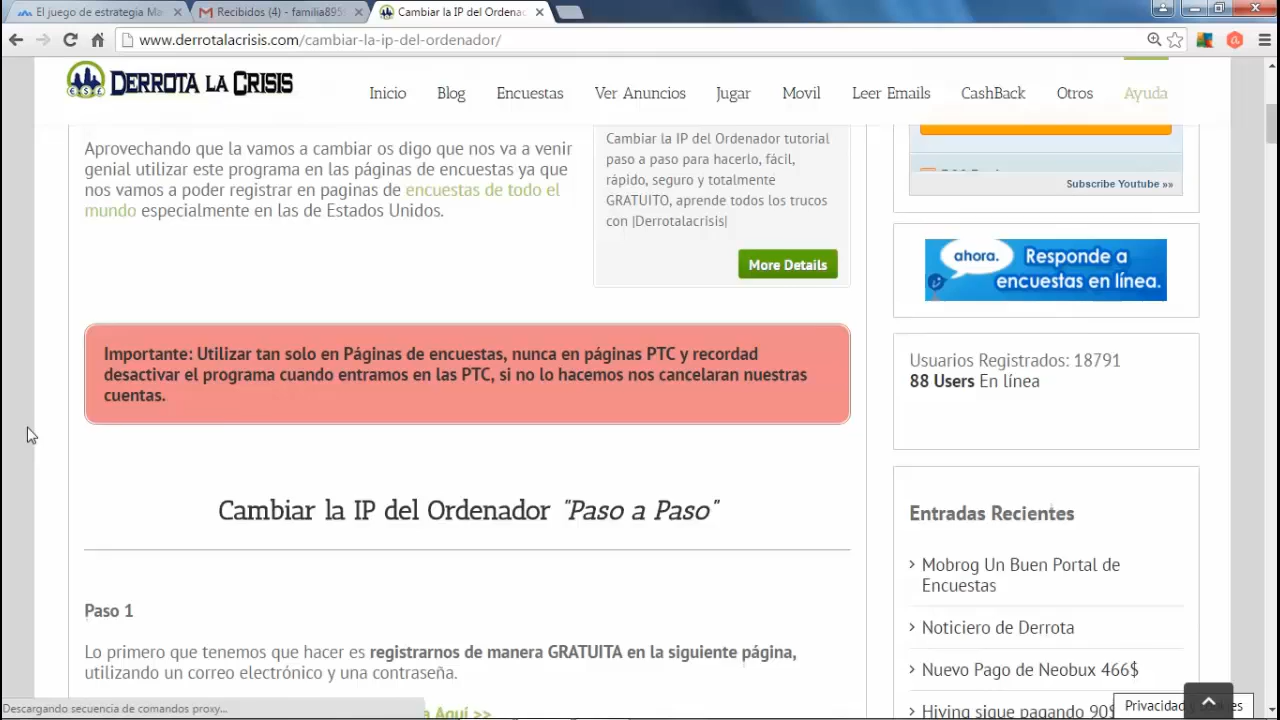 El juego de estrategia Ma
Recibidos (4) - familia895
Cambiar la IP del Ordena
www.derrotalacrisis.com/cambiar-la-ip-del-ordenador/
DERROTA LA CRISIS
Inicio
Blog
Encuestas
Ver Anuncios
Jugar
Movil
Leer Emails
CashBack
Otros
Ayuda
Aprovechando que la vamos a cambiar os digo que nos va a venir
genial utilizar este programa en las páginas de encuestas ya que
nos vamos a poder registrar en paginas de encuestas de todo el
mundo especialmente en las de Estados Unidos.
Cambiar la IP del Ordenador tutorial
paso a paso para hacerlo, fácil,
rápido, seguro y totalmente
GRATUITO, aprende todos los trucos
con |Derrotalacrisis|
More Details
Importante: Utilizar tan solo en Páginas de encuestas, nunca en páginas PTC y recordad
desactivar el programa cuando entramos en las PTC, si no lo hacemos nos cancelaran nuestras
cuentas.
Cambiar la IP del Ordenador "Paso a Paso"
Paso 1
Lo primero que tenemos que hacer es registrarnos de manera GRATUITA en la siguiente página,
utilizando un correo electrónico y una contraseña.
Aquí >>
Descargando secuencia de comandos proxy...
Subscribe Youtube »»
ahora.
Responde a
encuestas en línea.
Usuarios Registrados: 18791
88 Users En línea
Entradas Recientes
Mobrog Un Buen Portal de
Encuestas
Noticiero de Derrota
Nuevo Pago de Neobux 466$
Hiving sigue pagando 90$
Privacidad